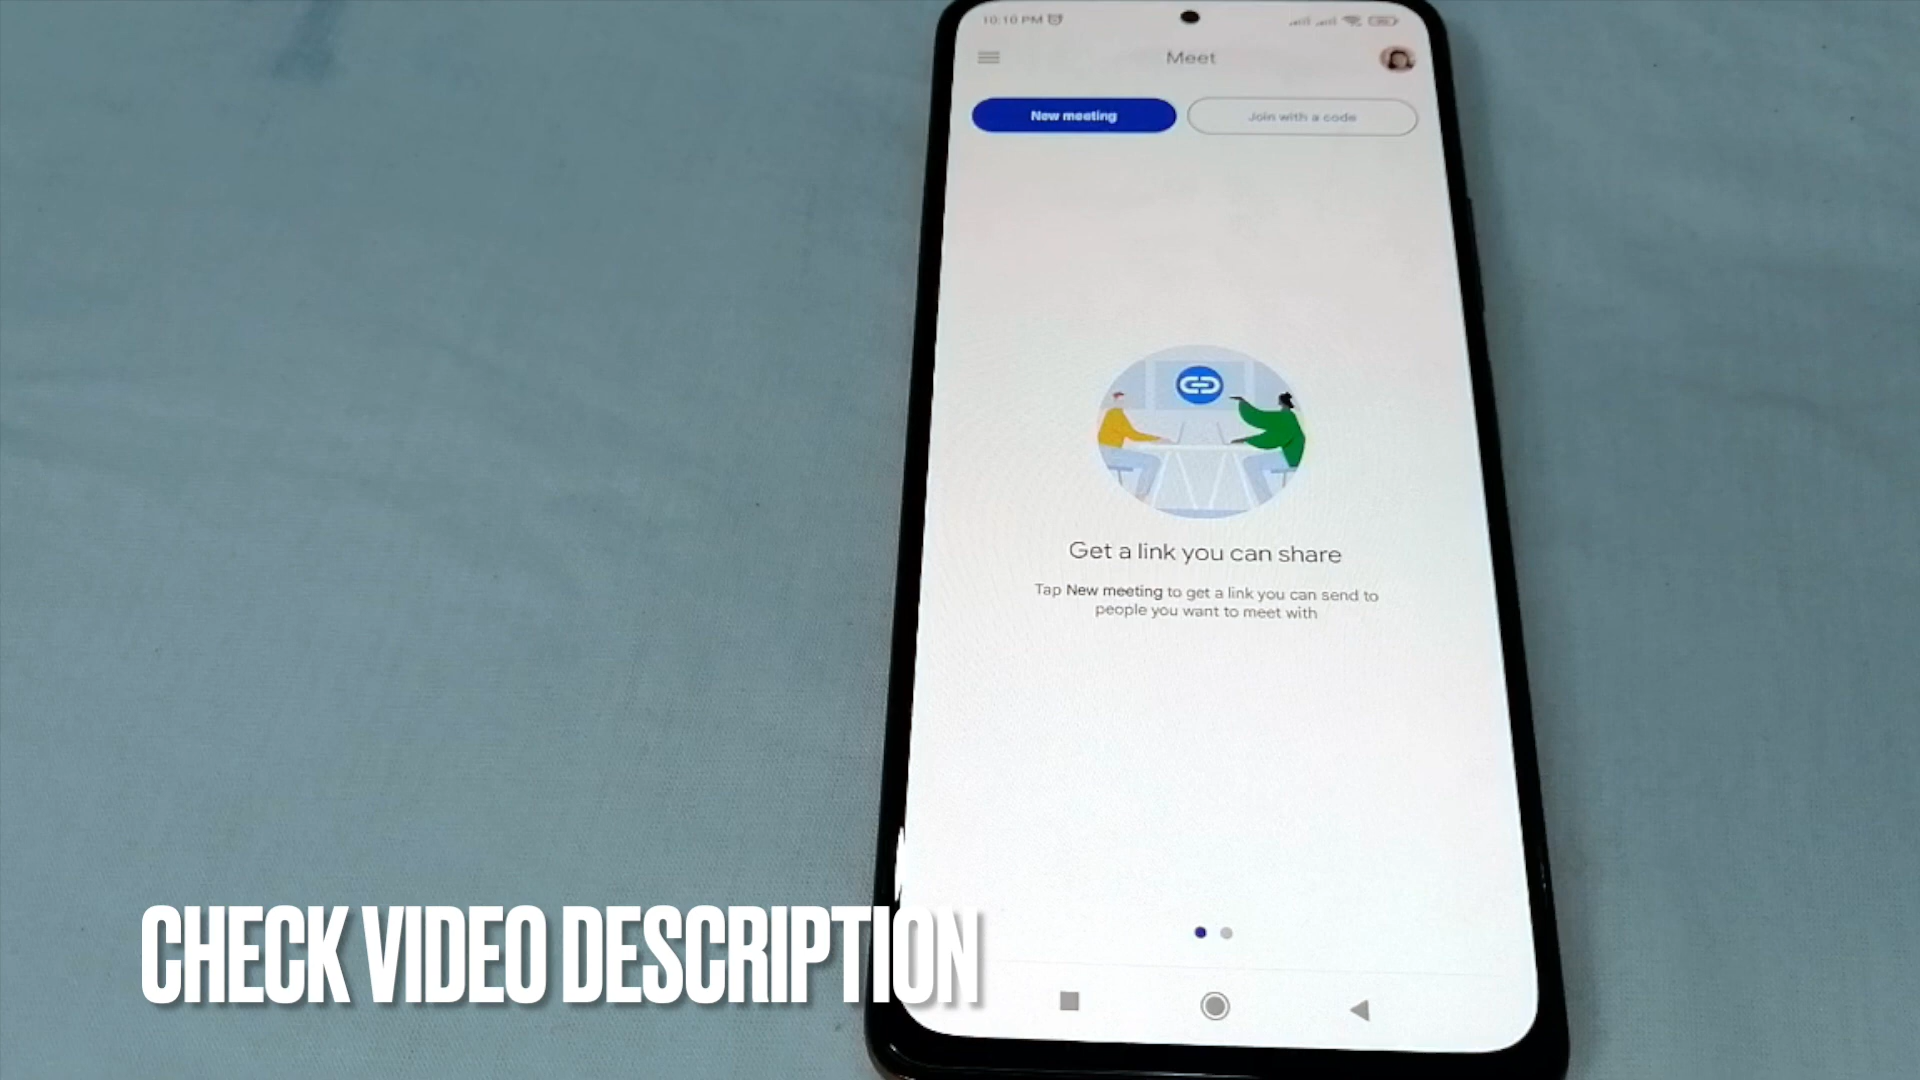 10:10 PM
Meet
New meeting
Join with a code
Get a link you can share
Tap New meeting to get a link you can send to
people you want to meet with
CHECK VIDEO DESCRIPTION